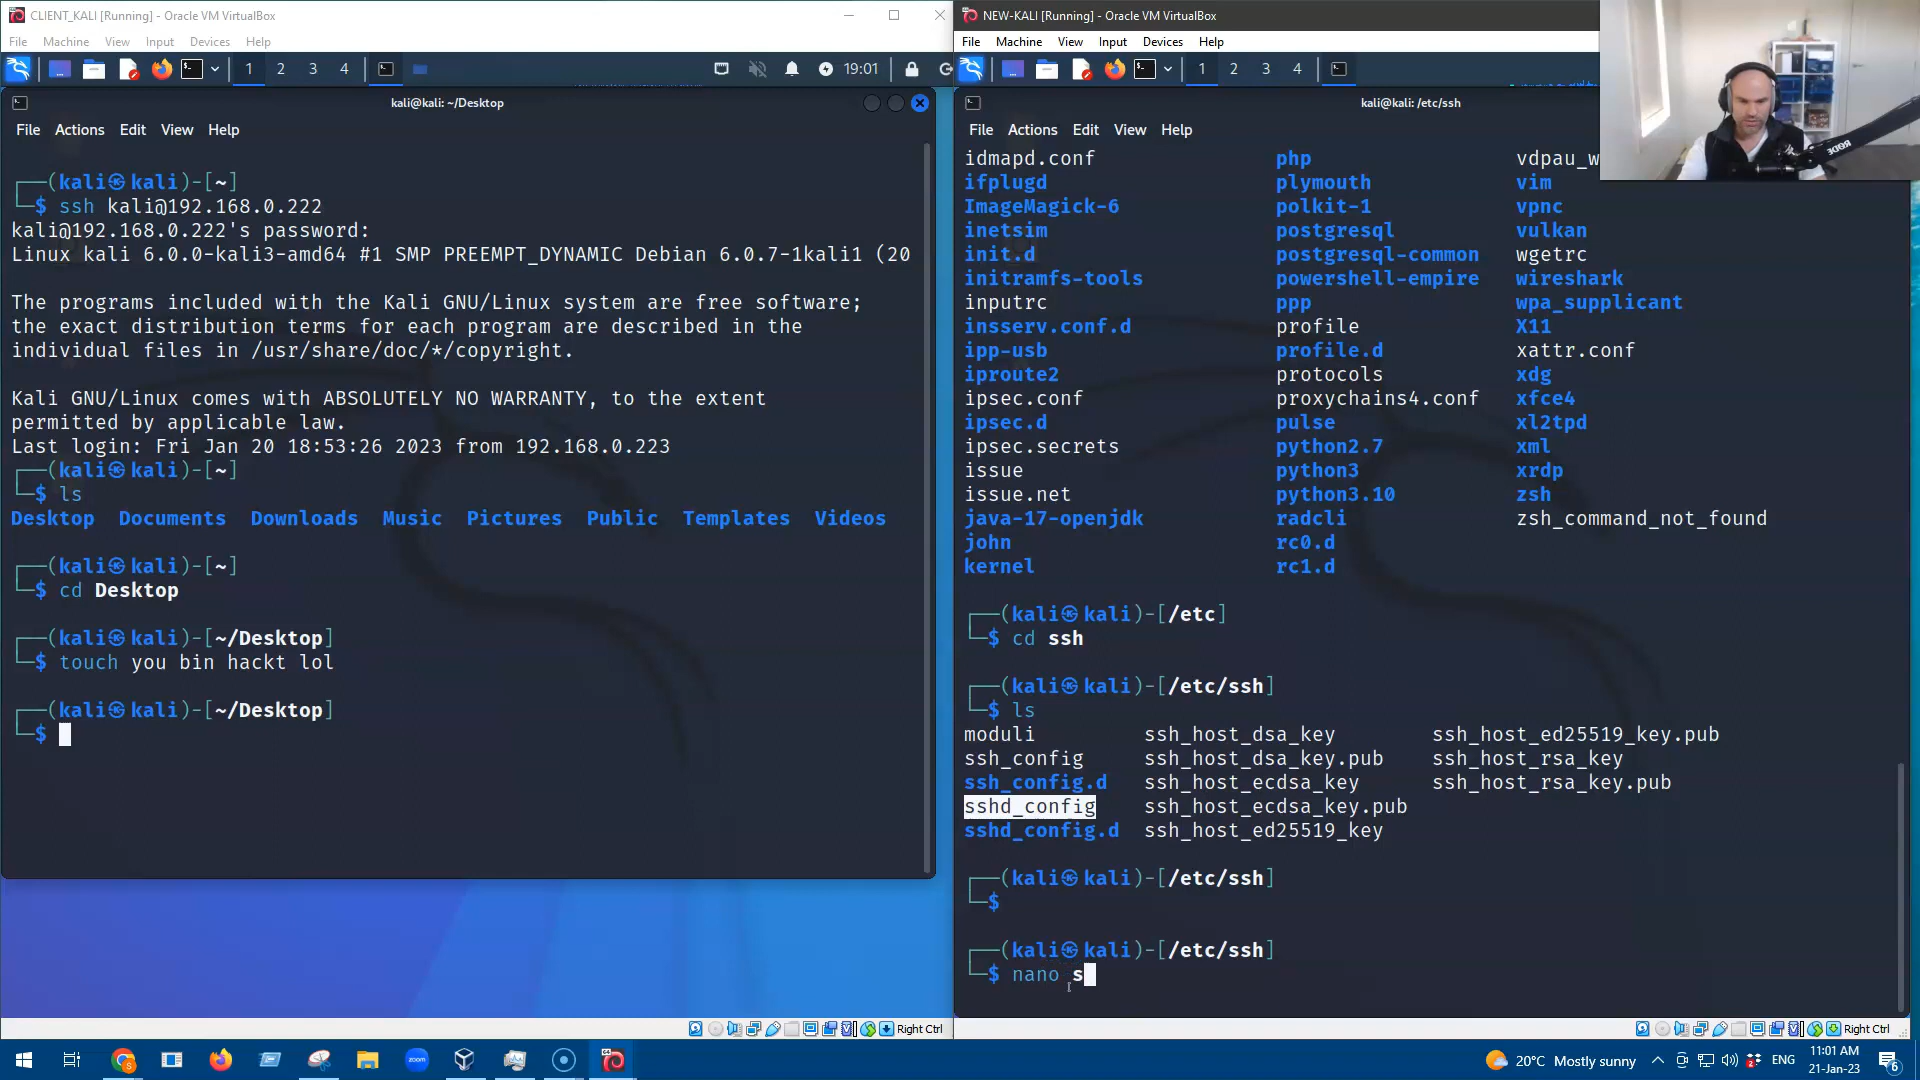 CLIENT_KALI [Running] - Oracle VM VirtualBox
File Machine View Input Devices Help
1 2 3 4 19:01
kali@kali: ~/Desktop
File Actions Edit View Help
┌──(kali㉿kali)-[~]
└─$ ssh kali@192.168.0.222
kali@192.168.0.222's password:
Linux kali 6.0.0-kali3-amd64 #1 SMP PREEMPT_DYNAMIC Debian 6.0.7-1kali1 (20
The programs included with the Kali GNU/Linux system are free software;
the exact distribution terms for each program are described in the
individual files in /usr/share/doc/*/copyright.
Kali GNU/Linux comes with ABSOLUTELY NO WARRANTY, to the extent
permitted by applicable law.
Last login: Fri Jan 20 18:53:26 2023 from 192.168.0.223
┌──(kali㉿kali)-[~]
└─$ ls
Desktop Documents Downloads Music Pictures Public Templates Videos
┌──(kali㉿kali)-[~]
└─$ cd Desktop
┌──(kali㉿kali)-[~/Desktop]
└─$ touch you bin hackt lol
┌──(kali㉿kali)-[~/Desktop]
└─$
Right Ctrl
NEW-KALI [Running] - Oracle VM VirtualBox
File Machine View Input Devices Help
1 2 3 4
kali@kali: /etc/ssh
File Actions Edit View Help
idmapd.conf php vdpau_w
ifplugd plymouth vim
ImageMagick-6 polkit-1 vpnc
inetsim postgresql vulkan
init.d postgresql-common wgetrc
initramfs-tools powershell-empire wireshark
inputrc ppp wpa_supplicant
insserv.conf.d profile X11
ipp-usb profile.d xattr.conf
iproute2 protocols xdg
ipsec.conf proxychains4.conf xfce4
ipsec.d pulse xl2tpd
ipsec.secrets python2.7 xml
issue python3 xrdp
issue.net python3.10 zsh
java-17-openjdk radcli zsh_command_not_found
john rc0.d
kernel rc1.d
┌──(kali㉿kali)-[/etc]
└─$ cd ssh
┌──(kali㉿kali)-[/etc/ssh]
└─$ ls
moduli ssh_host_dsa_key ssh_host_ed25519_key.pub
ssh_config ssh_host_dsa_key.pub ssh_host_rsa_key
ssh_config.d ssh_host_ecdsa_key ssh_host_rsa_key.pub
sshd_config ssh_host_ecdsa_key.pub
sshd_config.d ssh_host_ed25519_key
┌──(kali㉿kali)-[/etc/ssh]
└─$
┌──(kali㉿kali)-[/etc/ssh]
└─$ nano s
Right Ctrl
RØDE
zoom
20°C Mostly sunny ENG 11:01 AM
21-Jan-23
6